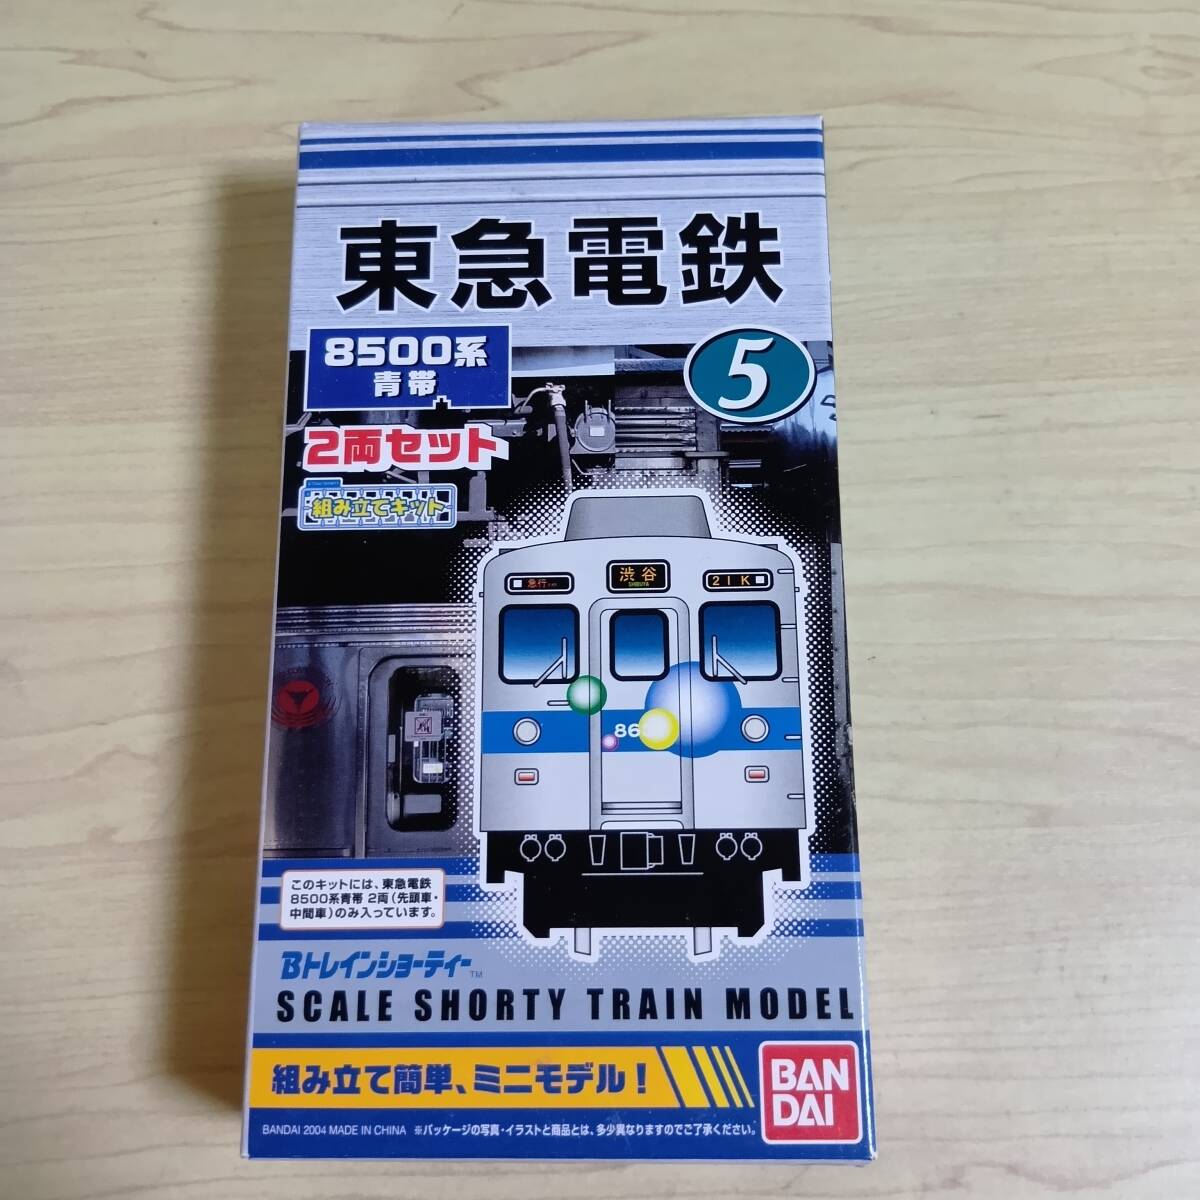 東急電鉄
8500系
青帯
5
2両セット
組み立てキット
急行
渋谷
SHIBUYA
21K
86
このキットには、東急電鉄
8500系青帯 2両(先頭車・
中間車)のみ入っています。
Bトレインショーティー™
SCALE SHORTY TRAIN MODEL
組み立て簡単、ミニモデル!
BAN
DAI
BANDAI 2004 MADE IN CHINA ※パッケージの写真・イラストと商品とは、多少異なりますのでご了承ください。